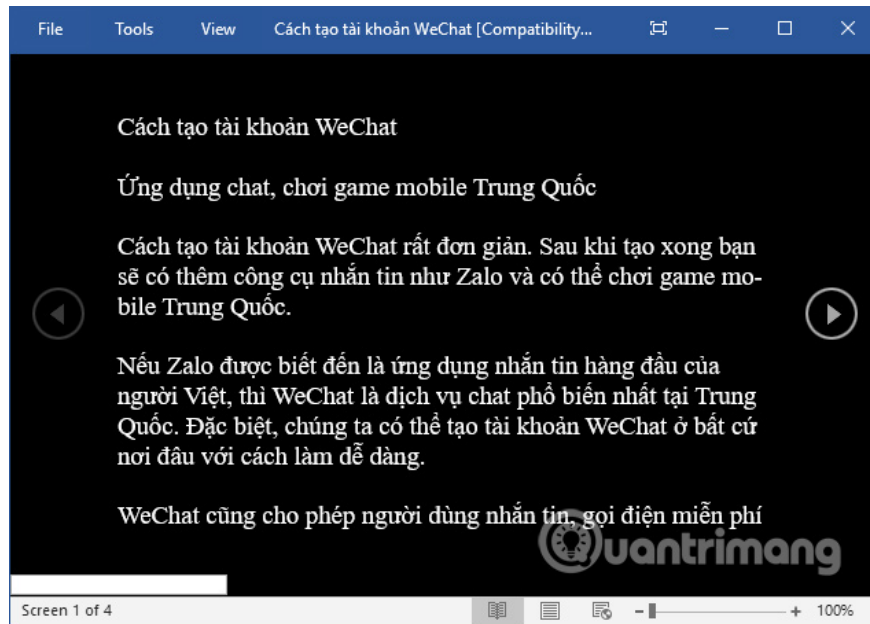 File Tools View Cách tạo tài khoản WeChat [Compatibility...
Cách tạo tài khoản WeChat
Ứng dụng chat, chơi game mobile Trung Quốc
Cách tạo tài khoản WeChat rất đơn giản. Sau khi tạo xong bạn
sẽ có thêm công cụ nhắn tin như Zalo và có thể chơi game mo-
bile Trung Quốc.
Nếu Zalo được biết đến là ứng dụng nhắn tin hàng đầu của
người Việt, thì WeChat là dịch vụ chat phổ biến nhất tại Trung
Quốc. Đặc biệt, chúng ta có thể tạo tài khoản WeChat ở bất cứ
nơi đâu với cách làm dễ dàng.
WeChat cũng cho phép người dùng nhắn tin, gọi điện miễn phí
Quantrimang
Screen 1 of 4 100%